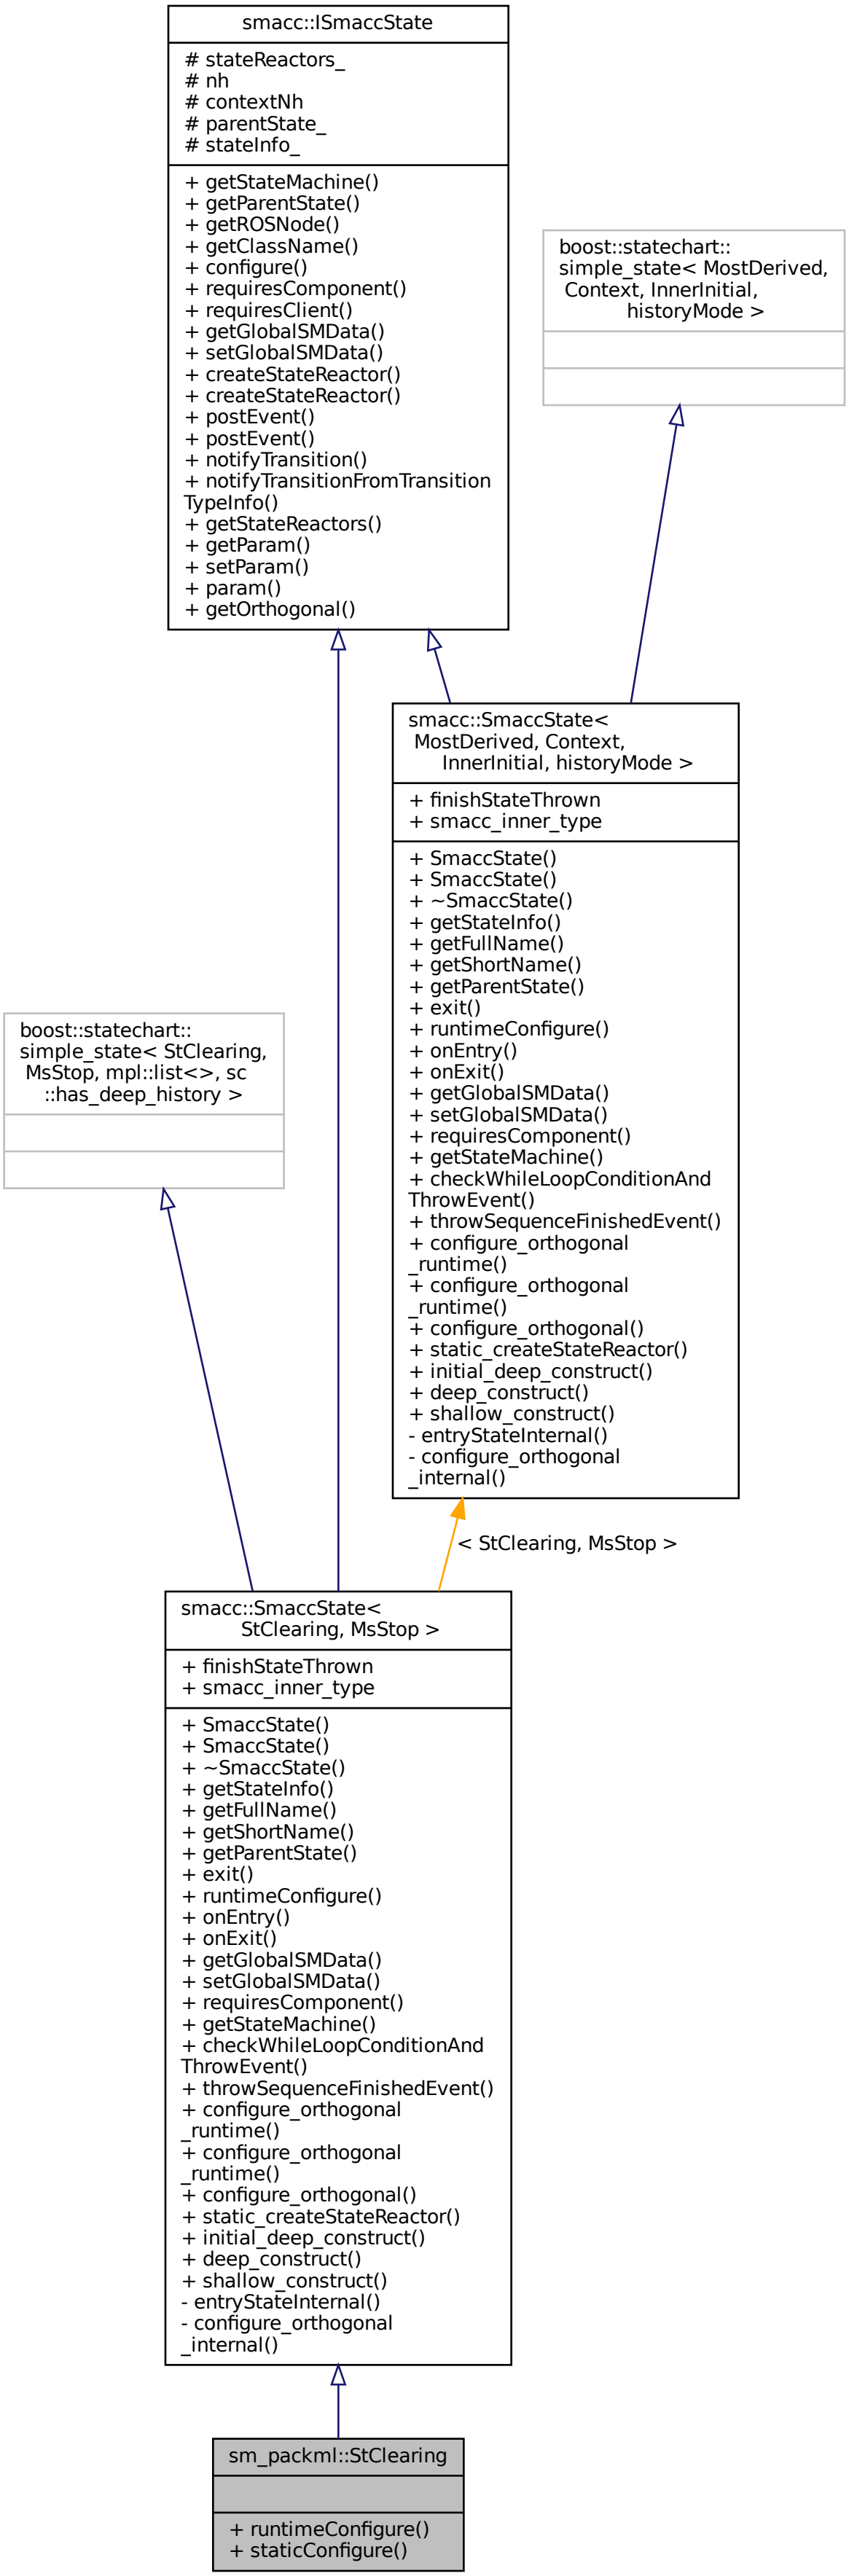 smacc::ISmaccState
# stateReactors_
# nh
# contextNh
# parentState_
# stateInfo_
+ getStateMachine()
+ getParentState()
+ getROSNode()
+ getClassName()
+ configure()
+ requiresComponent()
+ requiresClient()
+ getGlobalSMData()
+ setGlobalSMData()
+ createStateReactor()
+ createStateReactor()
+ postEvent()
+ postEvent()
+ notifyTransition()
+ notifyTransitionFromTransition
TypeInfo()
+ getStateReactors()
+ getParam()
+ setParam()
+ param()
+ getOrthogonal()
boost::statechart::
simple_state< MostDerived,
Context, InnerInitial,
historyMode >
smacc::SmaccState<
MostDerived, Context,
InnerInitial, historyMode >
+ finishStateThrown
+ smacc_inner_type
+ SmaccState()
+ SmaccState()
+ ~SmaccState()
+ getStateInfo()
+ getFullName()
+ getShortName()
+ getParentState()
+ exit()
+ runtimeConfigure()
+ onEntry()
+ onExit()
+ getGlobalSMData()
+ setGlobalSMData()
+ requiresComponent()
+ getStateMachine()
+ checkWhileLoopConditionAnd
ThrowEvent()
+ throwSequenceFinishedEvent()
+ configure_orthogonal
_runtime()
+ configure_orthogonal
_runtime()
+ configure_orthogonal()
+ static_createStateReactor()
+ initial_deep_construct()
+ deep_construct()
+ shallow_construct()
- entryStateInternal()
- configure_orthogonal
_internal()
boost::statechart::
simple_state< StClearing,
MsStop, mpl::list<>, sc
::has_deep_history >
< StClearing, MsStop >
smacc::SmaccState<
StClearing, MsStop >
+ finishStateThrown
+ smacc_inner_type
+ SmaccState()
+ SmaccState()
+ ~SmaccState()
+ getStateInfo()
+ getFullName()
+ getShortName()
+ getParentState()
+ exit()
+ runtimeConfigure()
+ onEntry()
+ onExit()
+ getGlobalSMData()
+ setGlobalSMData()
+ requiresComponent()
+ getStateMachine()
+ checkWhileLoopConditionAnd
ThrowEvent()
+ throwSequenceFinishedEvent()
+ configure_orthogonal
_runtime()
+ configure_orthogonal
_runtime()
+ configure_orthogonal()
+ static_createStateReactor()
+ initial_deep_construct()
+ deep_construct()
+ shallow_construct()
- entryStateInternal()
- configure_orthogonal
_internal()
sm_packml::StClearing
+ runtimeConfigure()
+ staticConfigure()